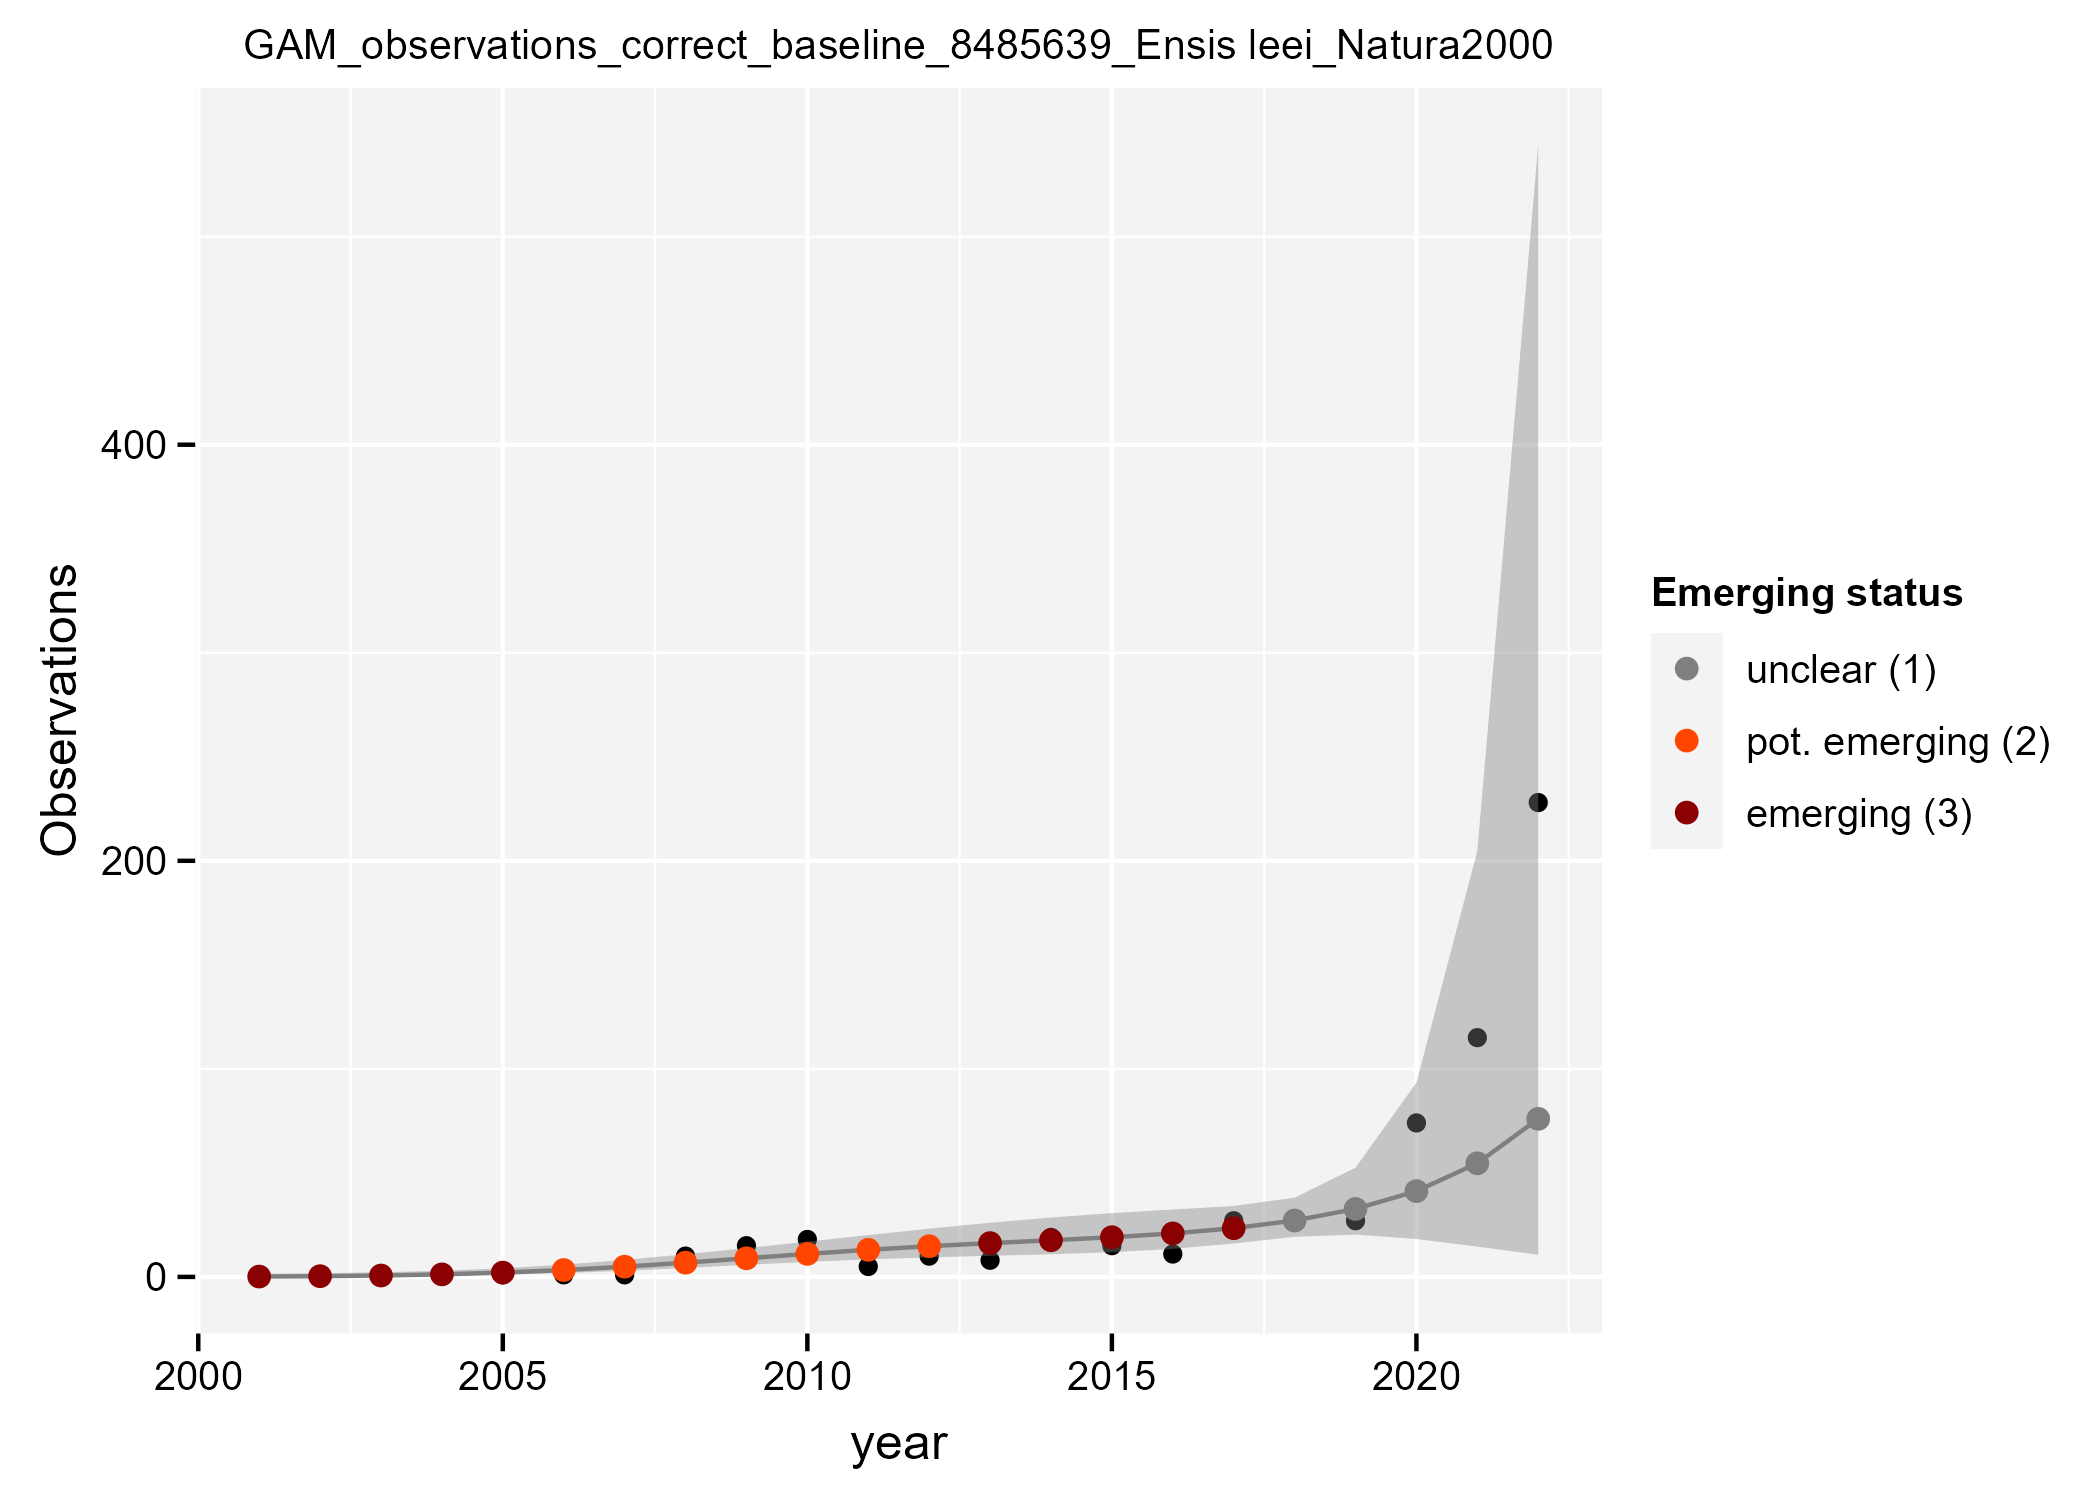 GAM_observations_correct_baseline_8485639_Ensis leei_Natura2000
Observations
400
200
0
2000 2005 2010 2015 2020
year
Emerging status
unclear (1)
pot. emerging (2)
emerging (3)